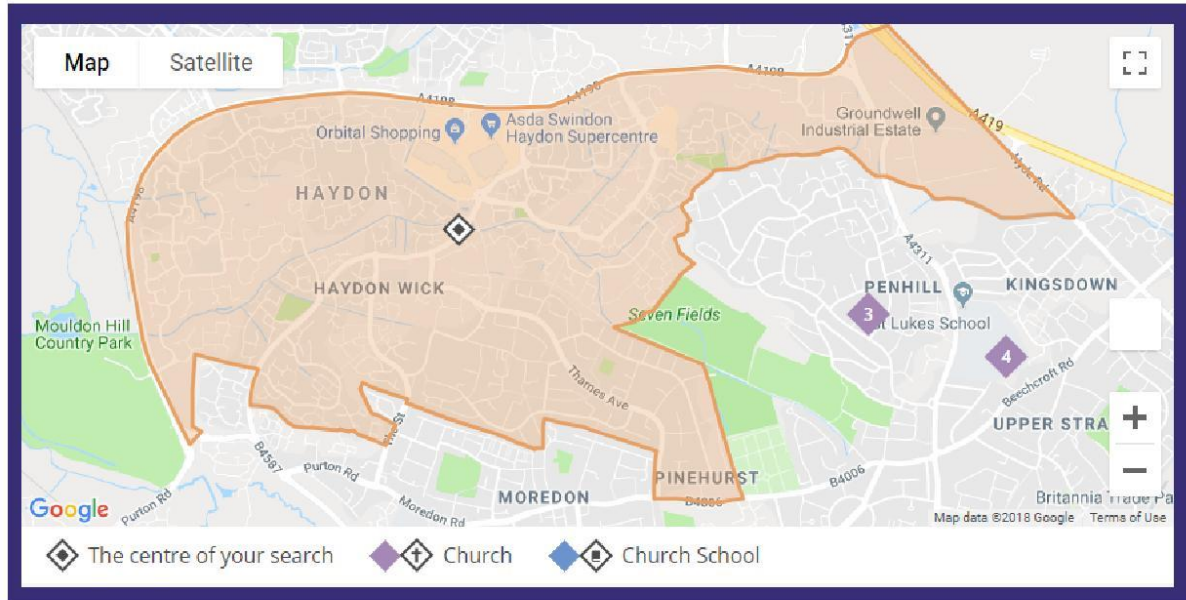 Map
Satellite
A4311
A4198
A4198
A4198
Groundwell
Industrial Estate
A419
Orbital Shopping
Asda Swindon
Haydon Supercentre
Hyde Rd
HAYDON
A4198
A4311
PENHILL
KINGSDOWN
HAYDON WICK
Seven Fields
3
t Lukes School
Mouldon Hill
Country Park
4
Thames Ave
Beechcroft Rd
UPPER STRA
B4587
Purton Rd
PINEHURST
B4006
B4006
MOREDON
Moredon Rd
Purton Rd
Britannia Trade Pa
Google
Map data ©2018 Google
Terms of Use
The centre of your search
Church
Church School